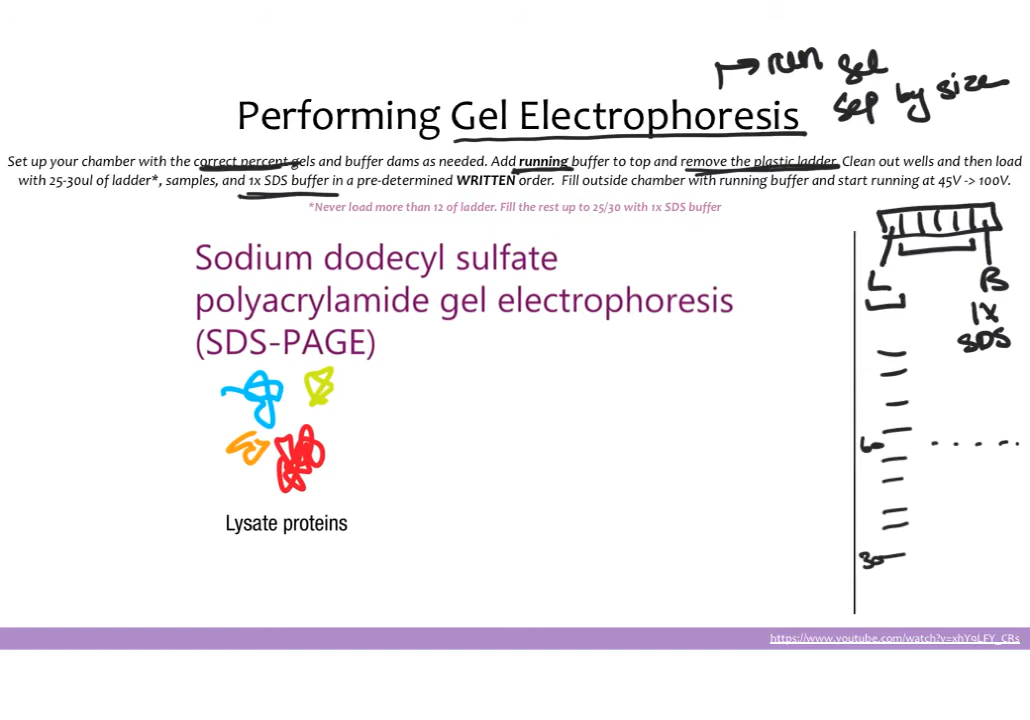 run gel
sep by size
Performing Gel Electrophoresis
Set up your chamber with the correct percent gels and buffer dams as needed. Add running buffer to top and remove the plastic ladder. Clean out wells and then load
with 25-30ul of ladder*, samples, and 1x SDS buffer in a pre-determined WRITTEN order.  Fill outside chamber with running buffer and start running at 45V -> 100V.
*Never load more than 12 of ladder. Fill the rest up to 25/30 with 1x SDS buffer
Sodium dodecyl sulfate
polyacrylamide gel electrophoresis
(SDS-PAGE)
L B
1X
SDS
60
30
Lysate proteins
https://www.youtube.com/watch?v=xhY9LFY_CRs